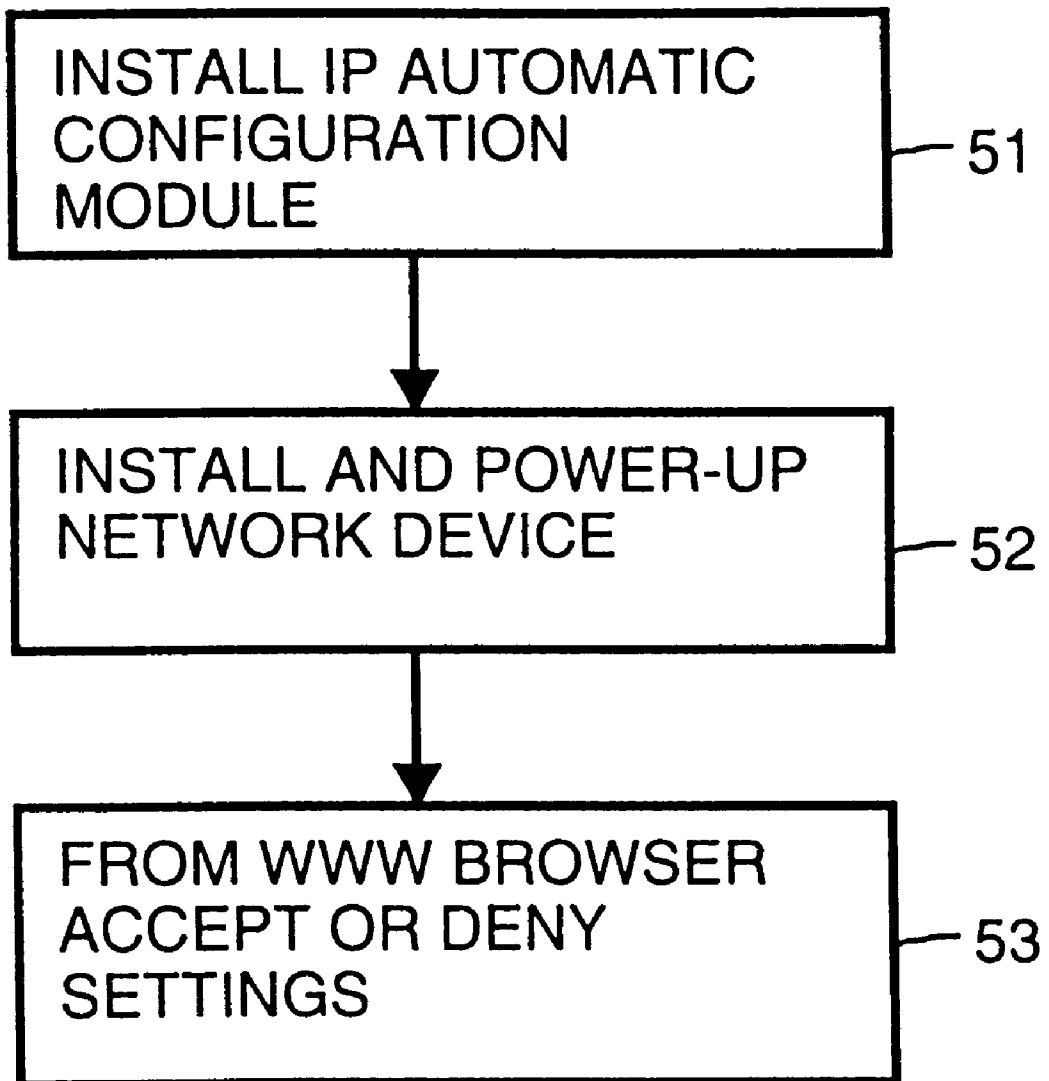 INSTALL IP AUTOMATIC
CONFIGURATION
MODULE
51
INSTALL AND POWER-UP
NETWORK DEVICE
52
FROM WWW BROWSER
ACCEPT OR DENY
SETTINGS
53